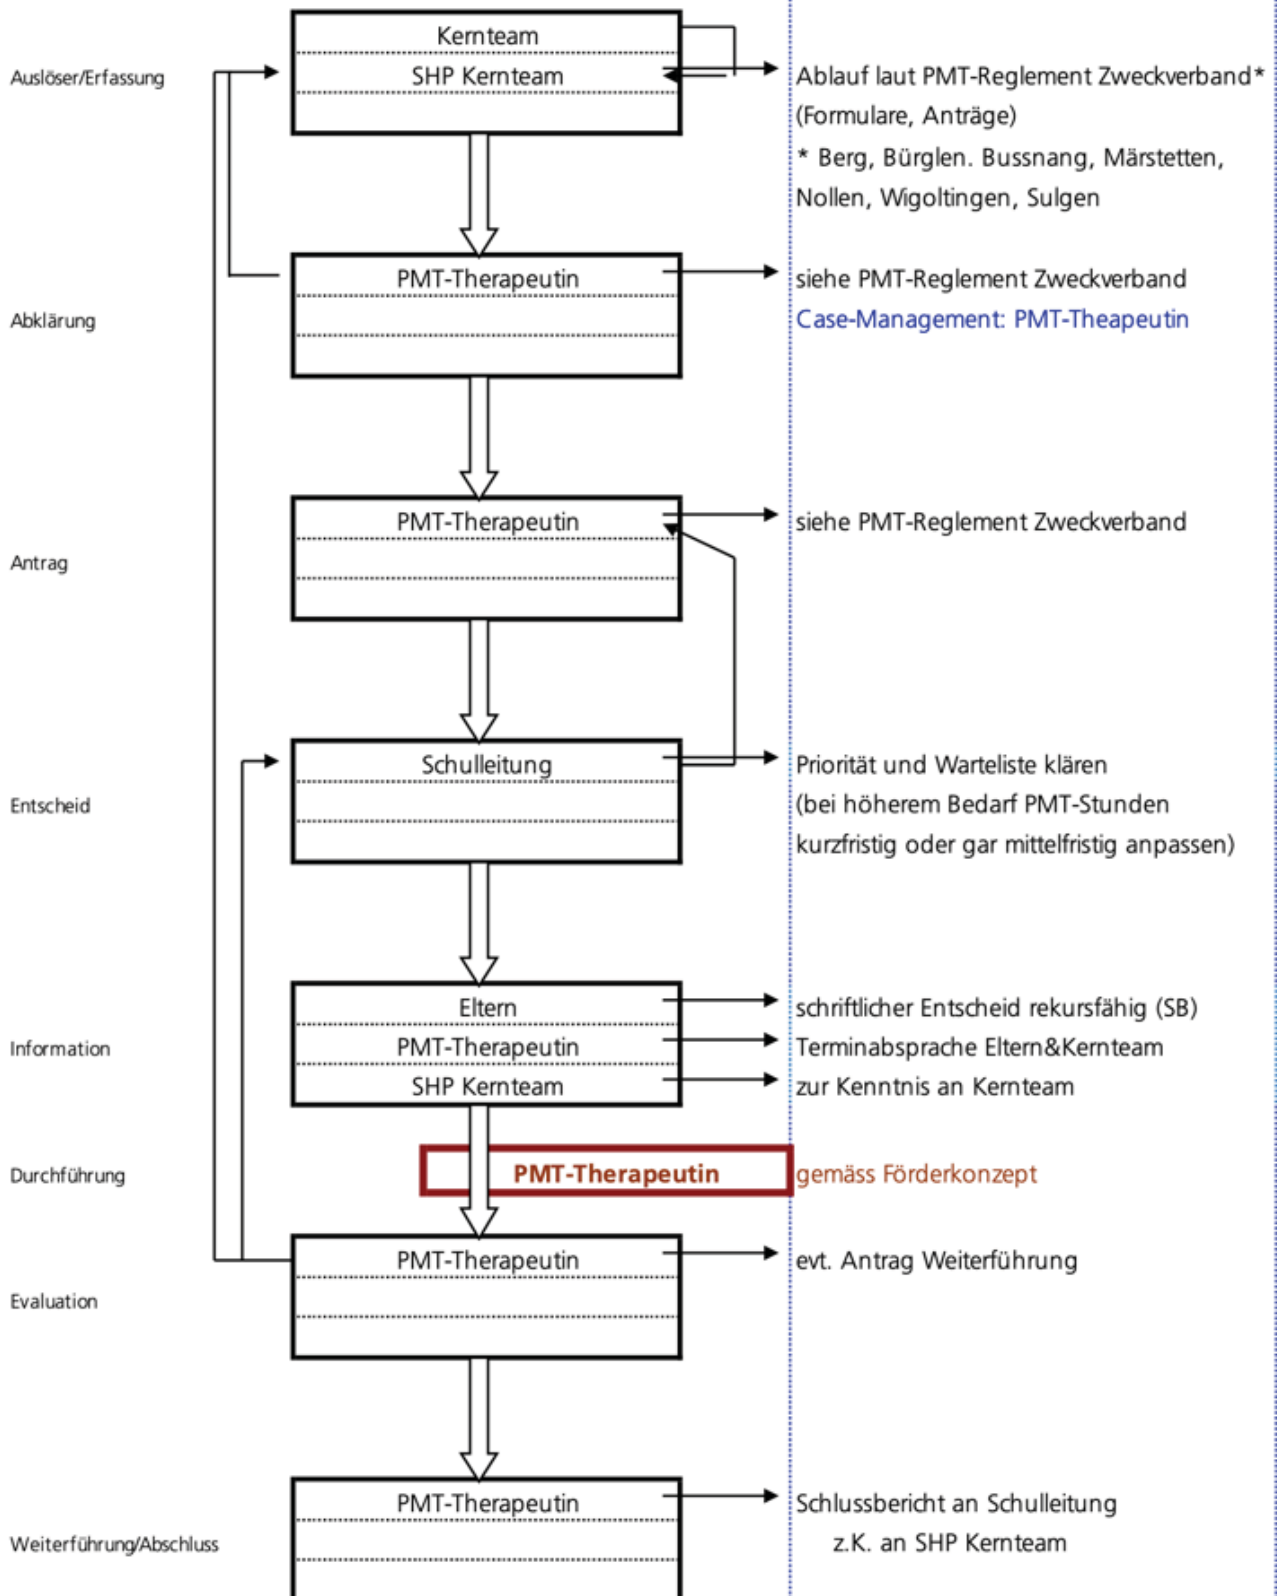 Kernteam
Auslöser/Erfassung
SHP Kernteam
Ablauf laut PMT-Reglement Zweckverband*
(Formulare, Anträge)
* Berg, Bürglen. Bussnang, Märstetten,
Nollen, Wigoltingen, Sulgen
PMT-Therapeutin
siehe PMT-Reglement Zweckverband
Abklärung
Case-Management: PMT-Theapeutin
PMT-Therapeutin
siehe PMT-Reglement Zweckverband
Antrag
Schulleitung
Priorität und Warteliste klären
Entscheid
(bei höherem Bedarf PMT-Stunden
kurzfristig oder gar mittelfristig anpassen)
Eltern
schriftlicher Entscheid rekursfähig (SB)
Information
PMT-Therapeutin
Terminabsprache Eltern&Kernteam
SHP Kernteam
zur Kenntnis an Kernteam
Durchführung
PMT-Therapeutin
gemäss Förderkonzept
PMT-Therapeutin
evt. Antrag Weiterführung
Evaluation
PMT-Therapeutin
Schlussbericht an Schulleitung
Weiterführung/Abschluss
z.K. an SHP Kernteam